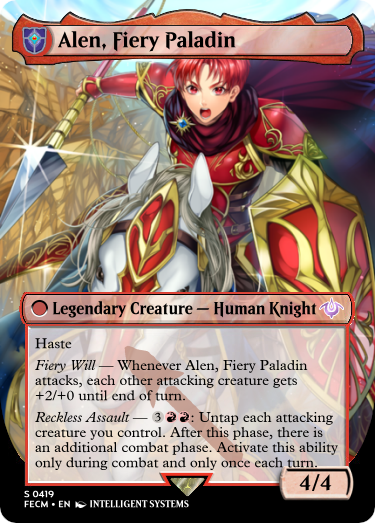 Alen, Fiery Paladin
Legendary Creature — Human Knight
Haste
Fiery Will — Whenever Alen, Fiery Paladin
attacks, each other attacking creature gets
+2/+0 until end of turn.
Reckless Assault — 3 RR: Untap each attacking
creature you control. After this phase, there is
an additional combat phase. Activate this ability
only during combat and only once each turn.
4/4
S 0419
FECM • EN INTELLIGENT SYSTEMS